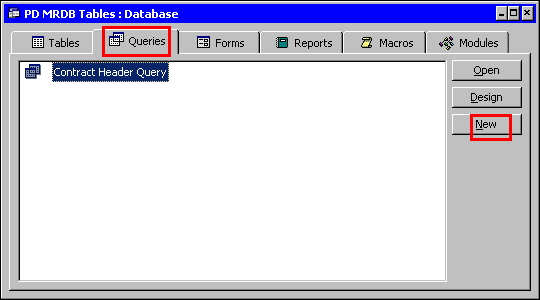 PD MRDB Tables : Database
Tables Queries Forms Reports Macros Modules
Contract Header Query
Open
Design
New